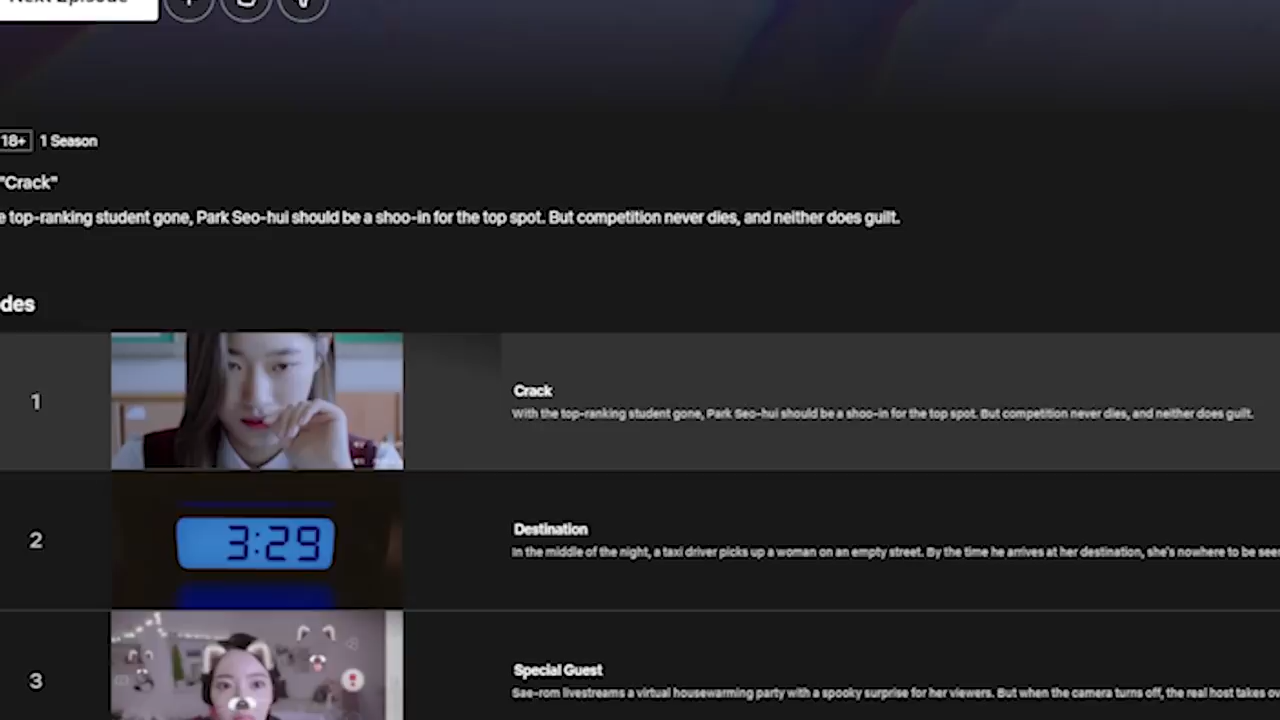 Next Episode
18+ 1 Season
"Crack"
top-ranking student gone, Park Seo-hui should be a shoo-in for the top spot. But competition never dies, and neither does guilt.
des
1
Crack
With the top-ranking student gone, Park Seo-hui should be a shoo-in for the top spot. But competition never dies, and neither does guilt.
2
3:29
Destination
In the middle of the night, a taxi driver picks up a woman on an empty street. By the time he arrives at her destination, she's nowhere to be see
3
Special Guest
Sae-rom livestreams a virtual housewarming party with a spooky surprise for her viewers. But when the camera turns off, the real host takes ov